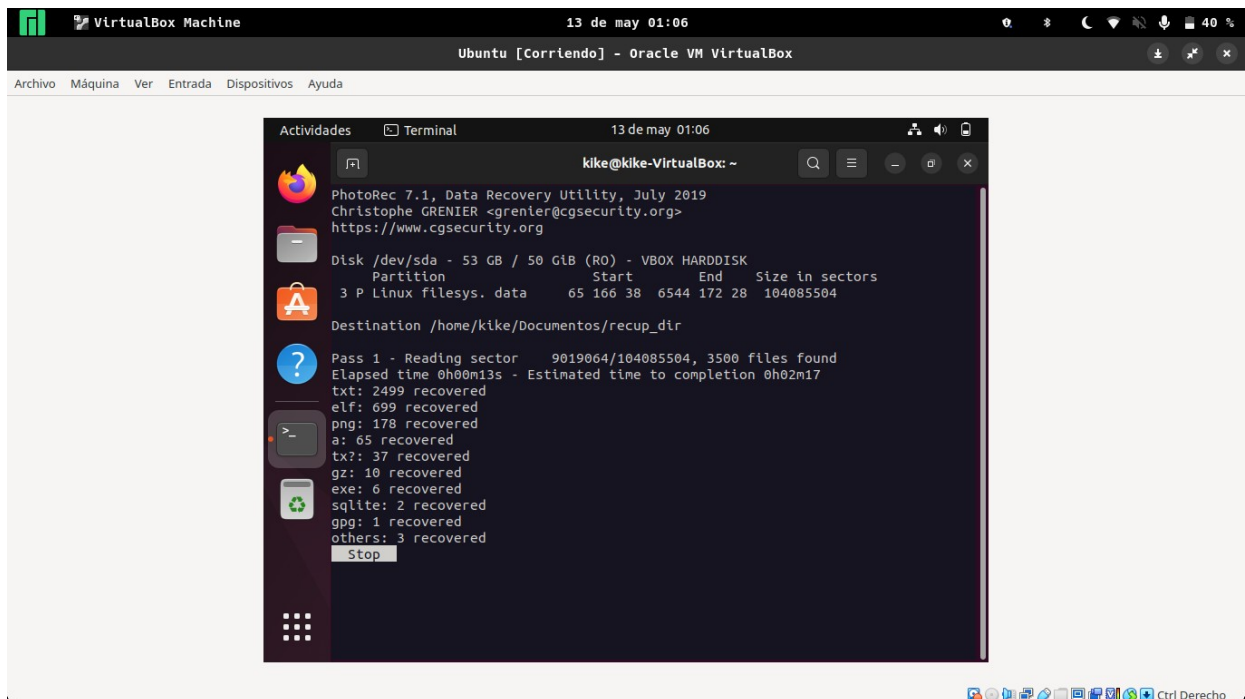 VirtualBox Machine 13 de may 01:06 40 %
Ubuntu [Corriendo] - Oracle VM VirtualBox
Archivo Máquina Ver Entrada Dispositivos Ayuda
Actividades Terminal 13 de may 01:06
kike@kike-VirtualBox: ~
PhotoRec 7.1, Data Recovery Utility, July 2019
Christophe GRENIER <grenier@cgsecurity.org>
https://www.cgsecurity.org
Disk /dev/sda - 53 GB / 50 GiB (RO) - VBOX HARDDISK
Partition Start End Size in sectors
3 P Linux filesys. data 65 166 38 6544 172 28 104085504
Destination /home/kike/Documentos/recup_dir
Pass 1 - Reading sector 9019064/104085504, 3500 files found
Elapsed time 0h00m13s - Estimated time to completion 0h02m17
txt: 2499 recovered
elf: 699 recovered
png: 178 recovered
a: 65 recovered
tx?: 37 recovered
gz: 10 recovered
exe: 6 recovered
sqlite: 2 recovered
gpg: 1 recovered
others: 3 recovered
Stop
Ctrl Derecho